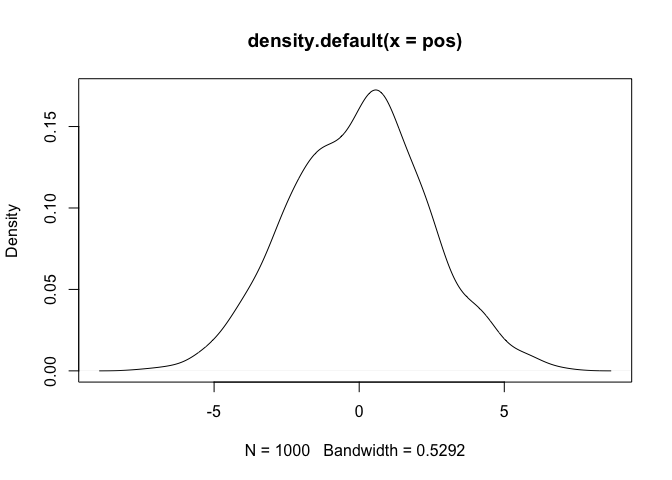 density.default(x = pos)
Density
0.15
0.10
0.05
0.00
-5 0 5
N = 1000 Bandwidth = 0.5292